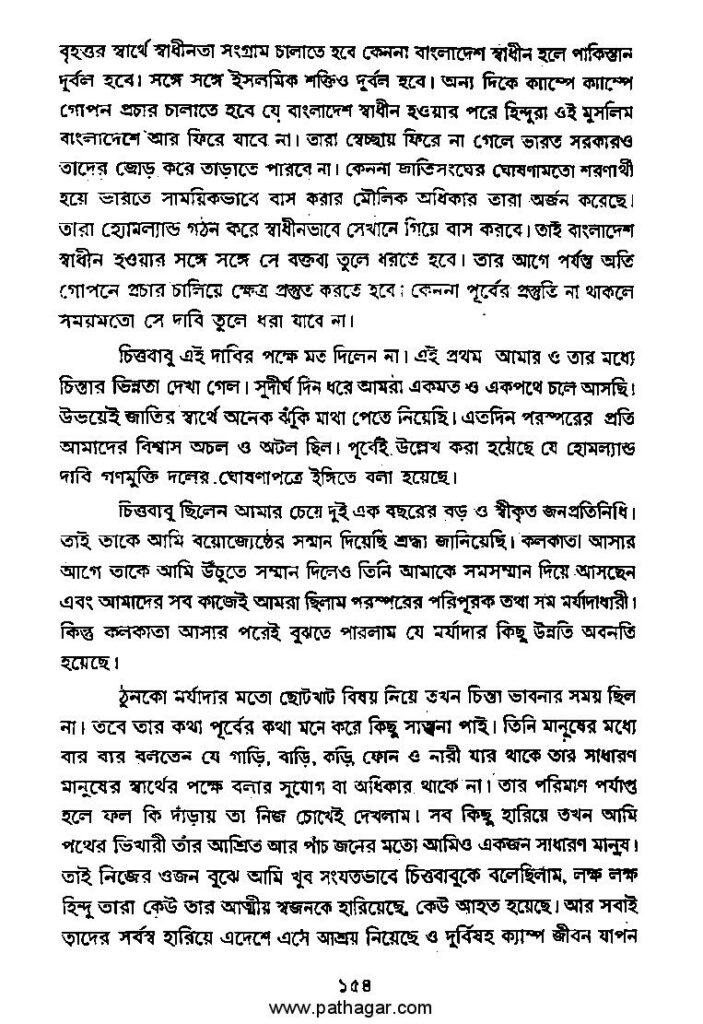 বৃহত্তর স্বার্থে স্বাধীনতা সংগ্রাম চালাতে হবে কেননা বাংলাদেশ স্বাধীন হলে পাকিস্তান
দূর্বল হবে। সঙ্গে সঙ্গে ইসলমিক শক্তিও দুর্বল হবে। অন্য দিকে ক্যাম্পে ক্যাম্পে
গোপন প্রচার চালাতে হবে যে বাংলাদেশ স্বাধীন হওয়ার পরে হিন্দুরা ওই মুসলিম
বাংলাদেশে আর ফিরে যাবে না। তারা স্বেচ্ছায় ফিরে না গেলে ভারত সরকারও
তাদের জোড় করে তাড়াতে পারবে না। কেননা জাতিসংঘের ঘোষণামতো শরণার্থী
হয়ে ভারতে সাময়িকভাবে বাস করার মৌলিক অধিকার তারা অর্জন করেছে।
তারা হোমল্যান্ড গঠন করে স্বাধীনভাবে সেখানে গিয়ে বাস করবে। তাই বাংলাদেশ
স্বাধীন হওয়ার সঙ্গে সঙ্গে সে বক্তব্য তুলে ধরতে হবে। তার আগে পর্যন্ত অতি
গোপনে প্রচার চালিয়ে ক্ষেত্র প্রস্তুত করতে হবে; কেননা পূর্বের প্রস্তুতি না থাকলে
সময়মতো সে দাবি তুলে ধরা যাবে না।
চিত্তবাবু এই দাবির পক্ষে মত দিলেন না। এই প্রথম আমার ও তার মধ্যে
চিন্তার ভিন্নতা দেখা গেল। সুদীর্ঘ দিন ধরে আমরা একমত ও একপথে চলে আসছি।
উভয়েই জাতির স্বার্থে অনেক ঝুঁকি মাথা পেতে নিয়েছি। এতদিন পরস্পরের প্রতি
আমাদের বিশ্বাস অচল ও অটল ছিল। পূর্বেই উল্লেখ করা হয়েছে যে হোমল্যান্ড
দাবি গণমুক্তি দলের ঘোষণাপত্রে ইঙ্গিতে বলা হয়েছে।
চিত্তবাবু ছিলেন আমার চেয়ে দুই এক বছরের বড় ও স্বীকৃত জনপ্রতিনিধি।
তাই তাকে আমি বয়োজ্যেষ্ঠের সম্মান দিয়েছি শ্রদ্ধা জানিয়েছি। কলকাতা আসার
আগে তাকে আমি উঁচুতে সম্মান দিলেও তিনি আমাকে সমসম্মান দিয়ে আসছেন
এবং আমাদের সব কাজেই আমরা ছিলাম পরস্পরের পরিপূরক তথা সম মর্যাদাধারী।
কিন্তু কলকাতা আসার পরেই বুঝতে পারলাম যে মর্যাদার কিছু উন্নতি অবনতি
হয়েছে।
ঠুনকো মর্যাদার মতো ছোটখাট বিষয় নিয়ে তখন চিন্তা ভাবনার সময় ছিল
না। তবে তার কথা পূর্বের কথা মনে করে কিছু সান্ত্বনা পাই। তিনি মানুষের মধ্যে
বার বার বলতেন যে গাড়ি, বাড়ি, কড়ি, ফোন ও নারী যার থাকে তার সাধারণ
মানুষের স্বার্থের পক্ষে বলার সুযোগ বা অধিকার থাকে না। তার পরিমাণ পর্যাপ্ত
হলে ফল কি দাঁড়ায় তা নিজ চোখেই দেখলাম। সব কিছু হারিয়ে তখন আমি
পথের ভিখারী তাঁর আশ্রিত আর পাঁচ জনের মতো আমিও একজন সাধারণ মানুষ।
তাই নিজের ওজন বুঝে আমি খুব সংযতভাবে চিত্তবাবুকে বলেছিলাম, লক্ষ লক্ষ
হিন্দু তারা কেউ তার আত্মীয় স্বজনকে হারিয়েছে, কেউ আহত হয়েছে। আর সবাই
তাদের সর্বস্ব হারিয়ে এদেশে এসে আশ্রয় নিয়েছে ও দুর্বিষহ ক্যাম্প জীবন যাপন
১৫৪
www.pathagar.com